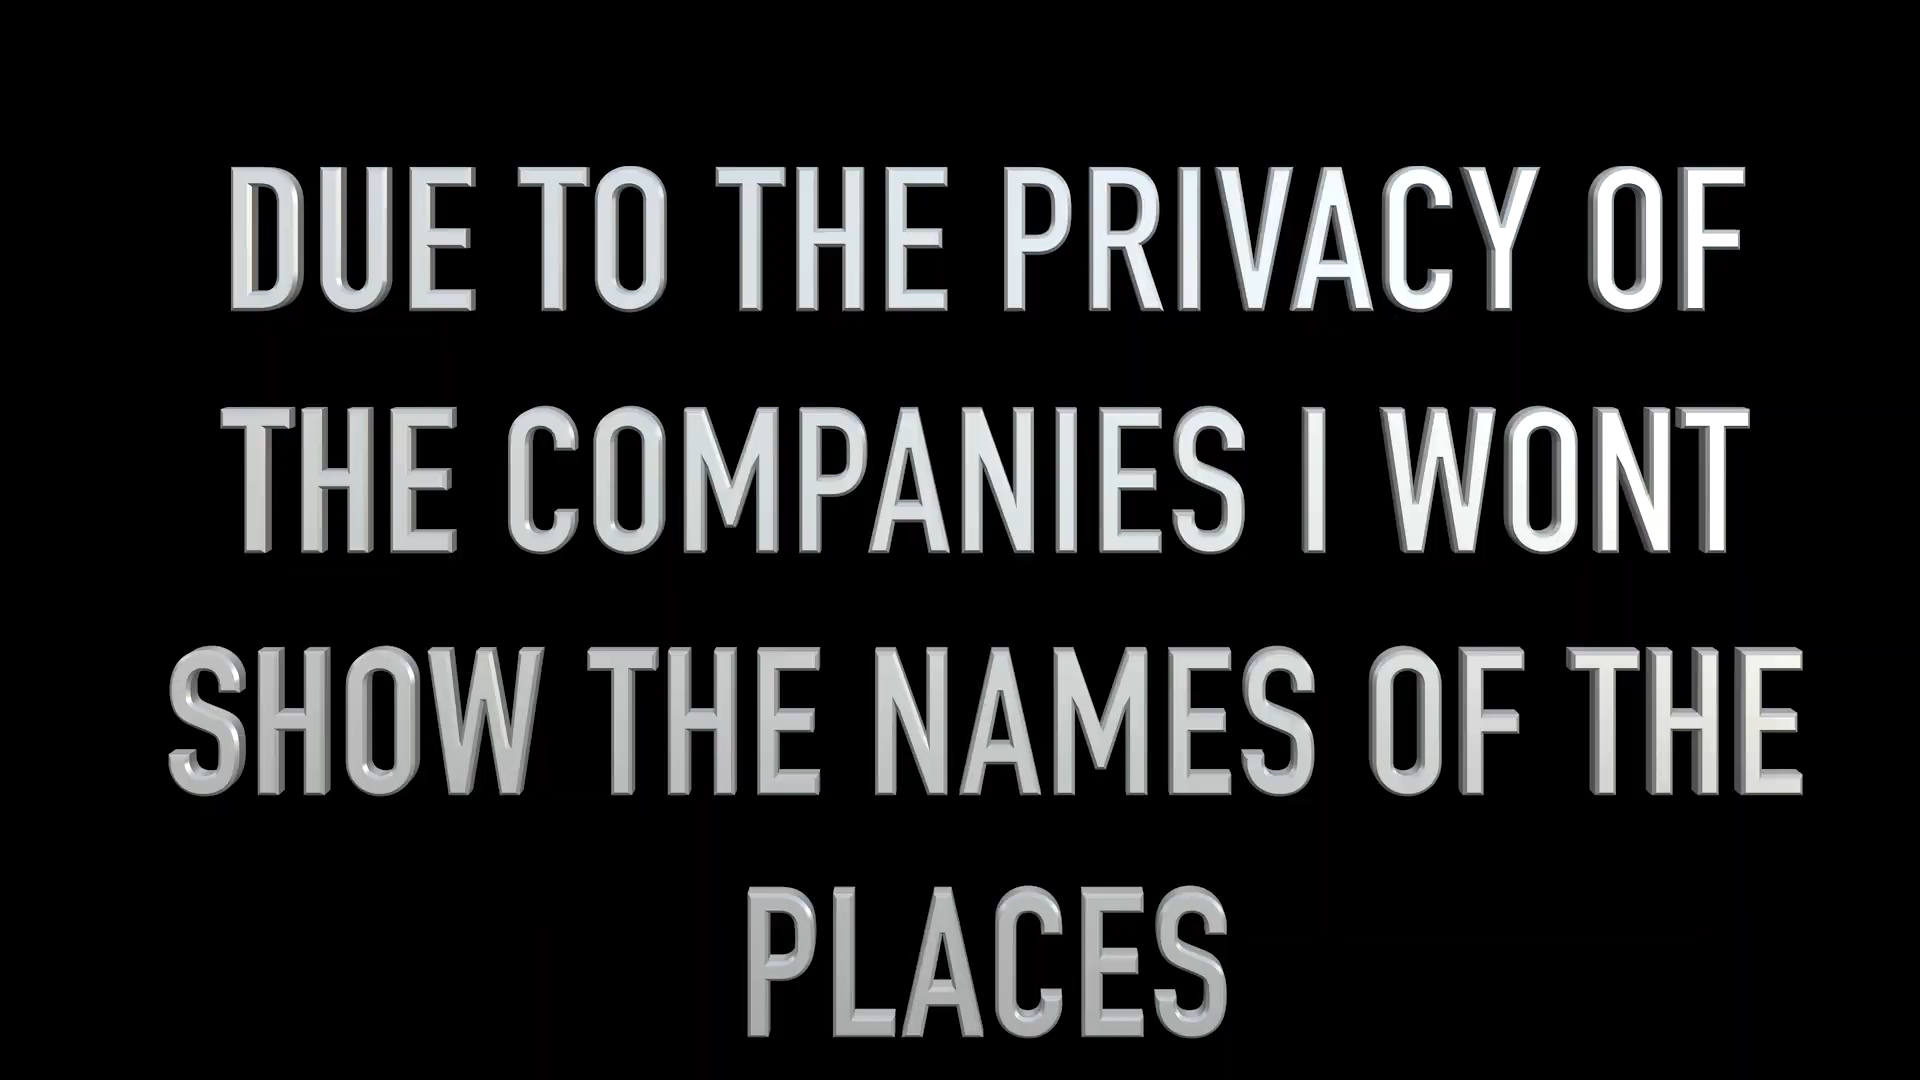 DUE TO THE PRIVACY OF
THE COMPANIES I WONT
SHOW THE NAMES OF THE
PLACES